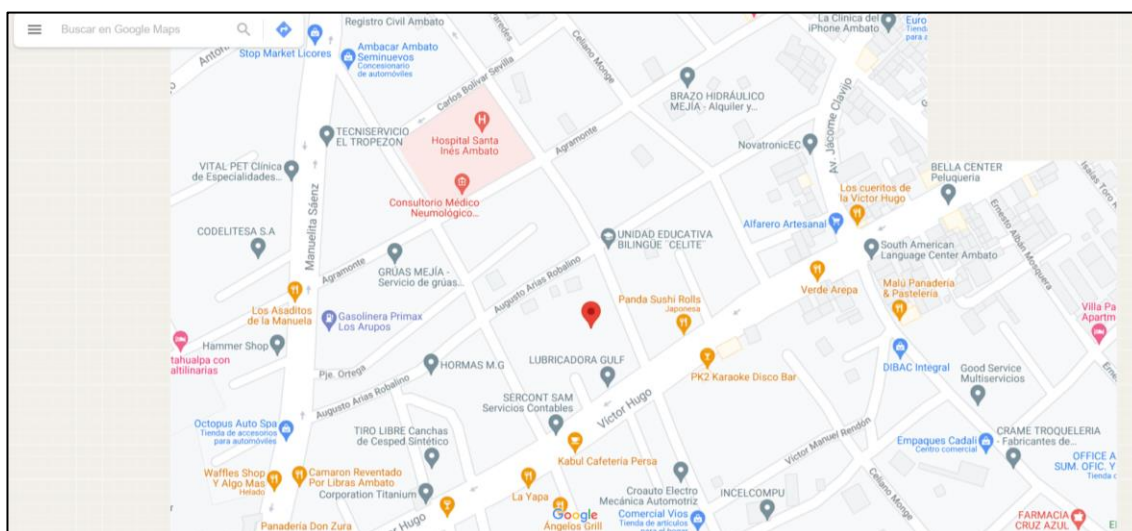 Buscar en Google Maps
Registro Civil Ambato
Stop Market Licores
Ambacar Ambato
Seminuevos
Concesionario
de automóviles
Carlos Bolívar Sevilla
Celiano Monge
La Clínica del
iPhone Ambato
Euro
Tienda
para a
BRAZO HIDRÁULICO
MEJÍA - Alquiler y...
Hospital Santa
Inés Ambato
TECNISERVICIO
EL TROPEZON
Agramonte
NovatronicEC
Av. Jácome Clavijo
BELLA CENTER
Peluquería
VITAL PET Clínica
de Especialidades...
Consultorio Médico
Neumológico...
Los cueritos de
la Victor Hugo
Ernesto Albán Mosquera
Manuelita Sáenz
CODELITESA S.A
UNIDAD EDUCATIVA
BILINGÜE ¨CELITE¨
Alfarero Artesanal
South American
Language Center Ambato
Agramonte
GRÚAS MEJÍA -
Servicio de grúas...
Augusto Arias Robalino
Verde Arepa
Malú Panadería
& Pastelería
Los Asaditos
de la Manuela
Gasolinera Primax
Los Arupos
Panda Sushi Rolls
Japonesa
Villa Pa
Apartm
Hammer Shop
tahualpa con
altilinarias
Pje. Ortega
HORMAS M.G
LUBRICADORA GULF
PK2 Karaoke Disco Bar
DIBAC Integral
Good Service
Multiservicios
Augusto Arias Robalino
SERCONT SAM
Servicios Contables
Víctor Hugo
Octopus Auto Spa
Tienda de accesorios
para automóviles
TIRO LIBRE Canchas
de Cesped Sintético
Víctor Manuel Rendón
Empaques Cadali
Centro comercial
CRAME TROQUELERIA
- Fabricantes de...
Kabul Cafetería Persa
OFFICE A
SUM. OFIC. Y
Tienda
Waffles Shop
Y Algo Mas
Helado
Camaron Reventado
Por Libras Ambato
Corporation Titanium
La Yapa
Croauto Electro
Mecánica Automotriz
INCELCOMPU
Celiano Monge
Panadería Don Zura
Hugo
Google
Ángelos Grill
Comercial Vios
Tienda de artículos
FARMACIA
CRUZ AZUL